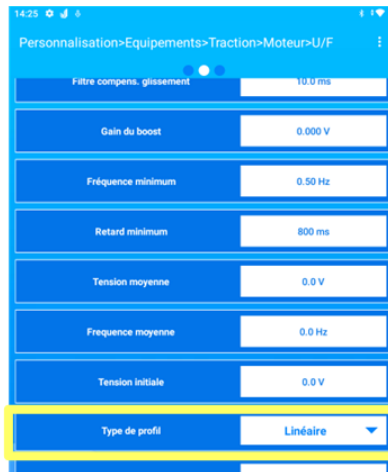 14:25
Personnalisation>Equipements>Traction>Moteur>U/F
Filtre compens. glissement 10.0 ms
Gain du boost 0.000 V
Fréquence minimum 0.50 Hz
Retard minimum 800 ms
Tension moyenne 0.0 V
Frequence moyenne 0.0 Hz
Tension initiale 0.0 V
Type de profil Linéaire